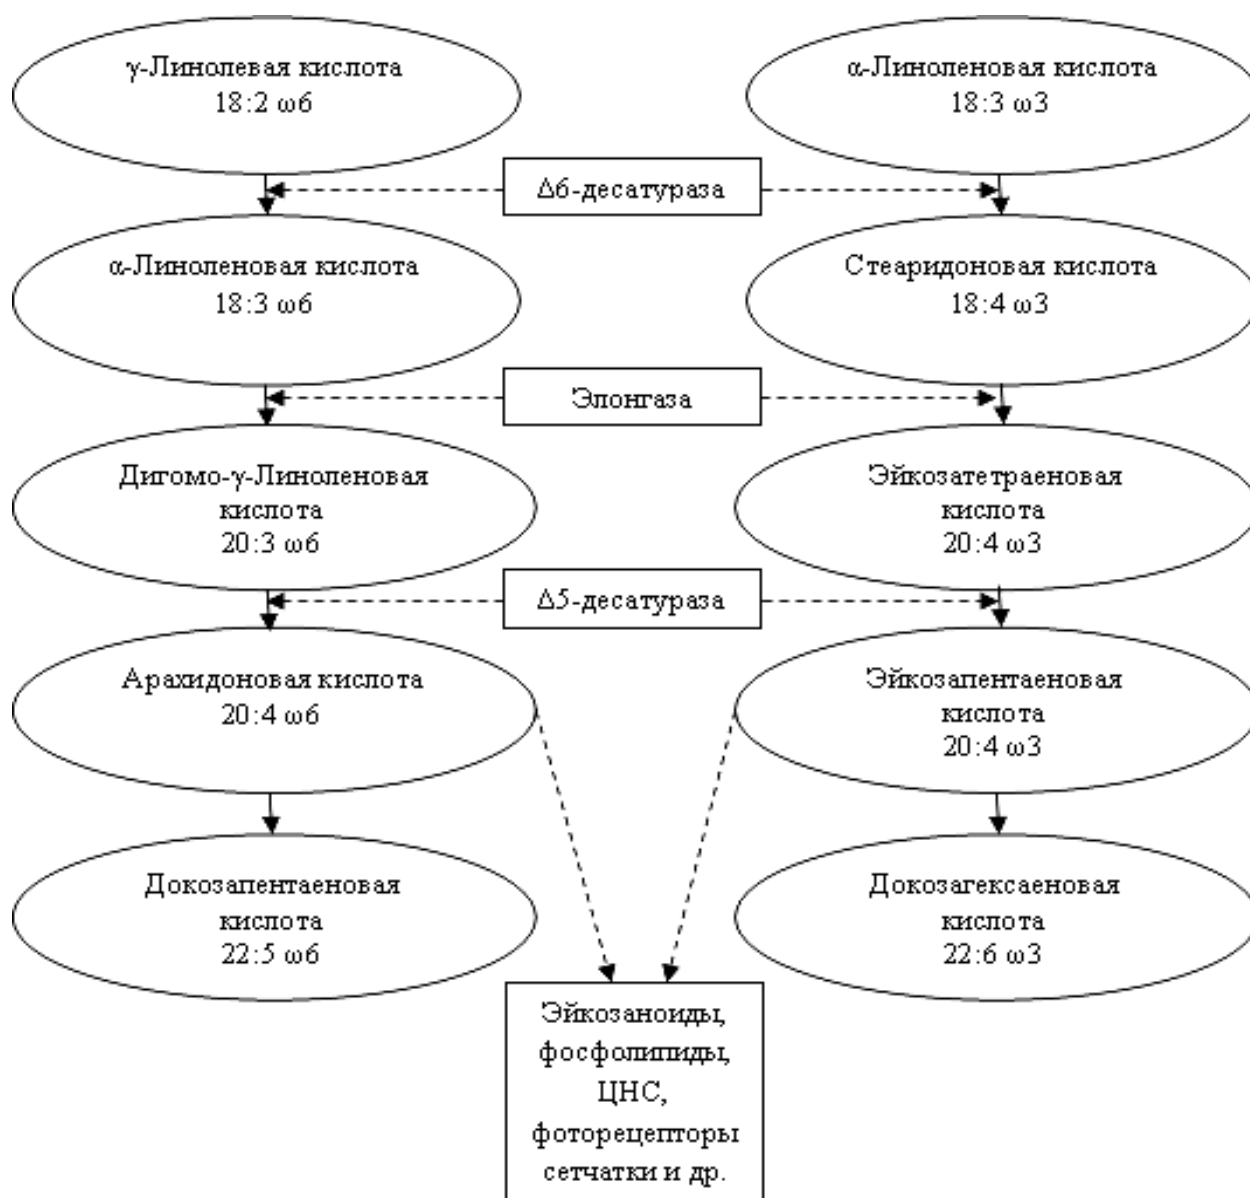 γ-Линолевая кислота
18:2 ω6
α-Линоленовая кислота
18:3 ω3
Δ6-десатураза
α-Линоленовая кислота
18:3 ω6
Стеаридоновая кислота
18:4 ω3
Элонгаза
Дигомо-γ-Линоленовая
кислота
20:3 ω6
Эйкозатетраеновая
кислота
20:4 ω3
Δ5-десатураза
Арахидоновая кислота
20:4 ω6
Эйкозапентаеновая
кислота
20:4 ω3
Докозапентаеновая
кислота
22:5 ω6
Докозагексаеновая
кислота
22:6 ω3
Эйкозаноиды,
фосфолипиды,
ЦНС,
фоторецепторы
сетчатки и др.